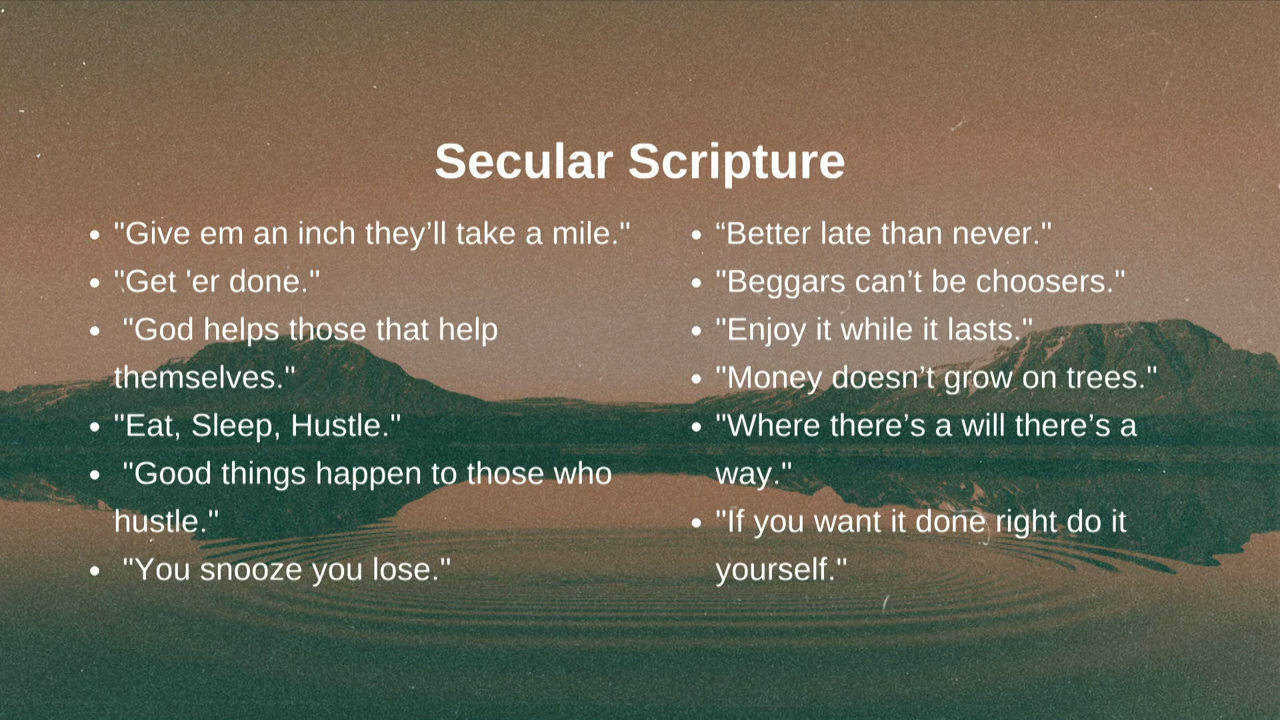 Secular Scripture
• "Give em an inch they’ll take a mile."
• "Get 'er done."
• "God helps those that help
themselves."
• "Eat, Sleep, Hustle."
• "Good things happen to those who
hustle."
• "You snooze you lose."
• “Better late than never."
• "Beggars can’t be choosers."
• "Enjoy it while it lasts."
• "Money doesn’t grow on trees."
• "Where there’s a will there’s a
way."
• "If you want it done right do it
yourself."